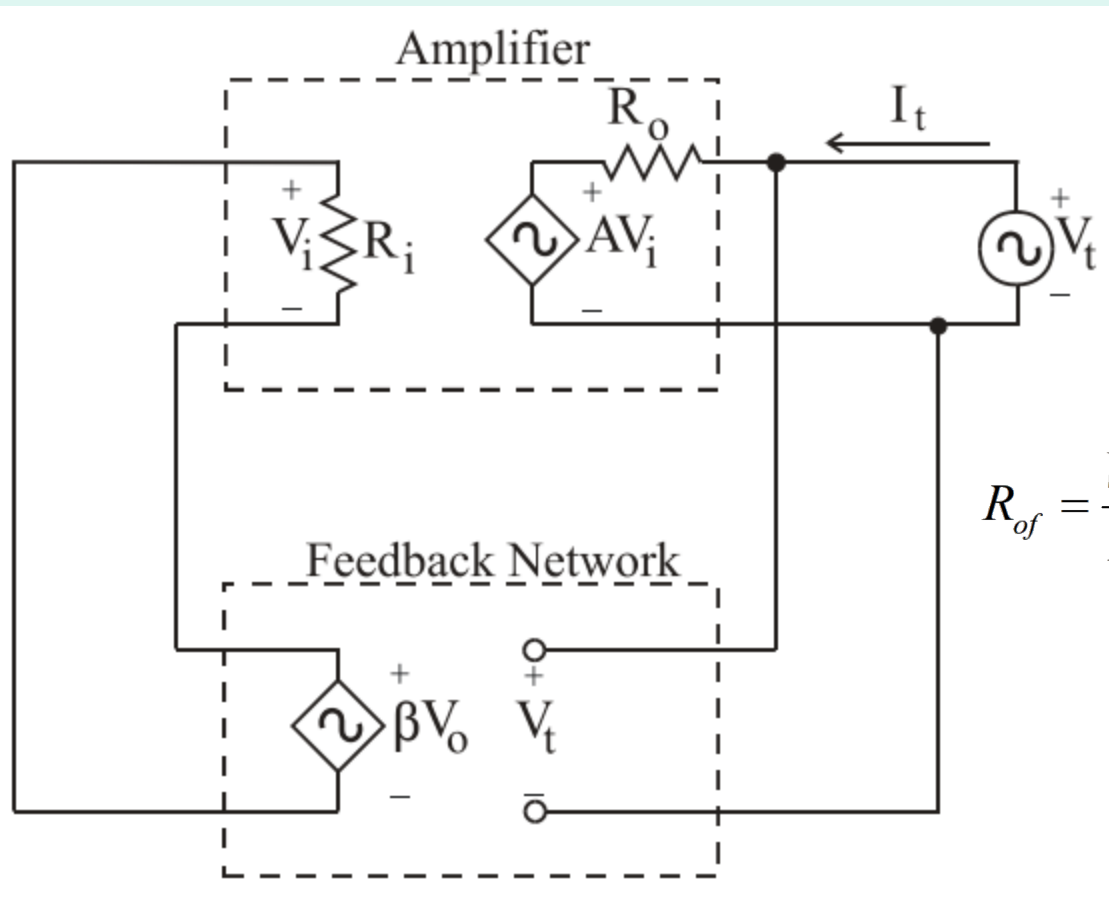 Amplifier
Ro
It
+
+
+
Vi
Ri
AVi
Vt
−
−
−
Rof =
Feedback Network
+
+
βVo
Vt
−
−